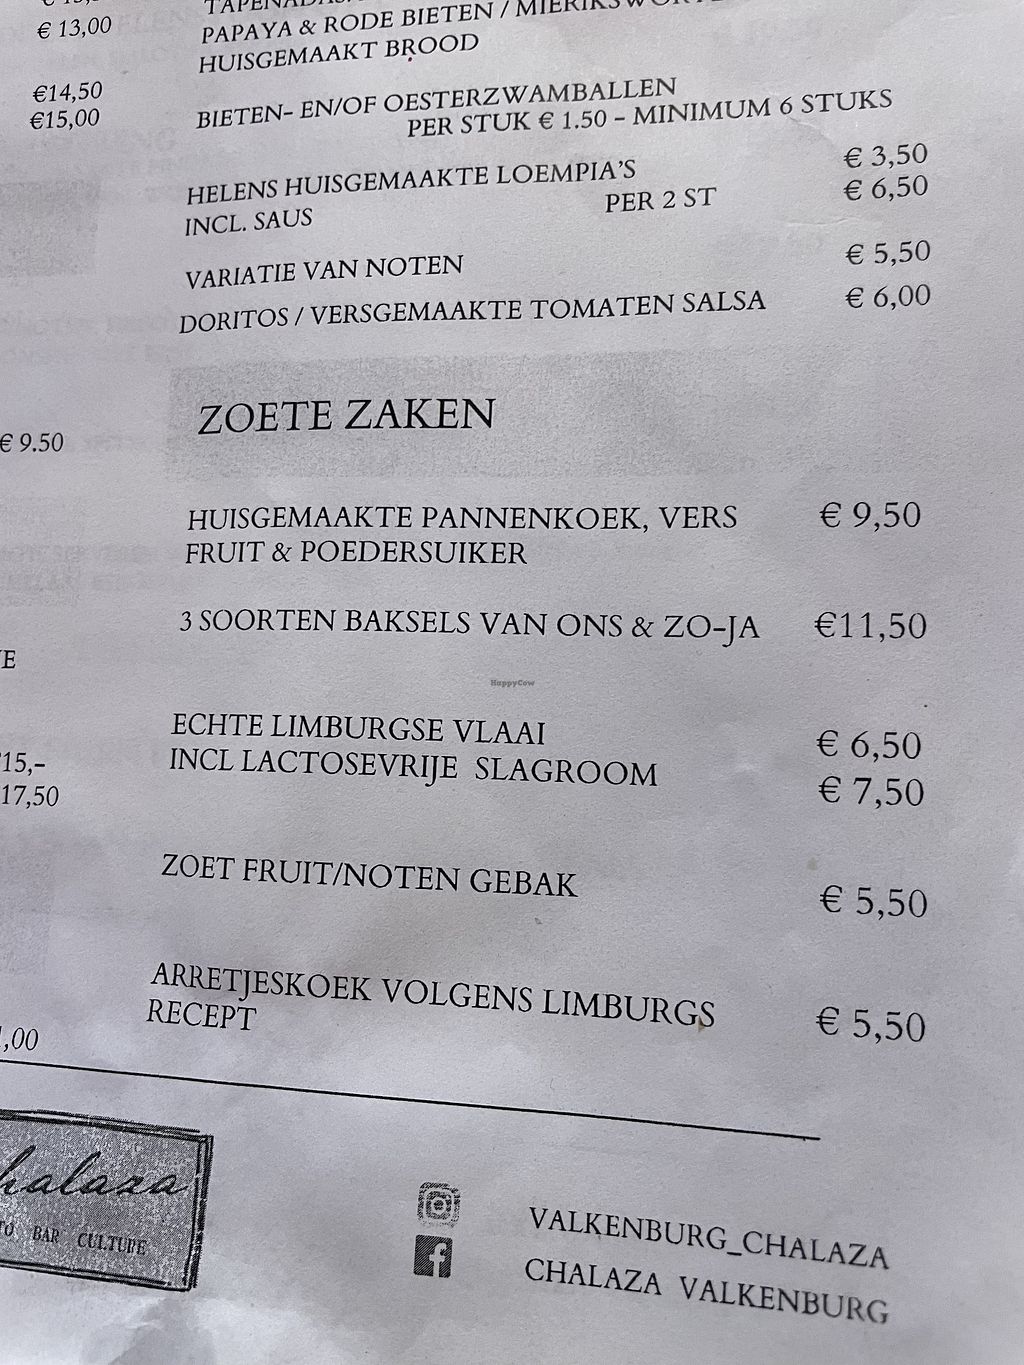 € 13,00
€14,50
€15,00
€ 9.50
15,–
17,50
,00
PAPAYA & RODE BIETEN /
HUISGEMAAKT BROOD
BIETEN- EN/OF OESTERZWAMBALLEN
PER STUK € 1.50 – MINIMUM 6 STUKS
HELENS HUISGEMAAKTE LOEMPIA'S € 3,50
INCL. SAUS PER 2 ST € 6,50
VARIATIE VAN NOTEN € 5,50
DORITOS / VERSGEMAAKTE TOMATEN SALSA € 6,00
ZOETE ZAKEN
HUISGEMAAKTE PANNENKOEK, VERS € 9,50
FRUIT & POEDERSUIKER
3 SOORTEN BAKSELS VAN ONS & ZO-JA €11,50
HappyCow
ECHTE LIMBURGSE VLAAI € 6,50
INCL LACTOSEVRIJE SLAGROOM € 7,50
ZOET FRUIT/NOTEN GEBAK € 5,50
ARRETJESKOEK VOLGENS LIMBURGS € 5,50
RECEPT
halaza
TO BAR CULTURE
VALKENBURG_CHALAZA
CHALAZA VALKENBURG